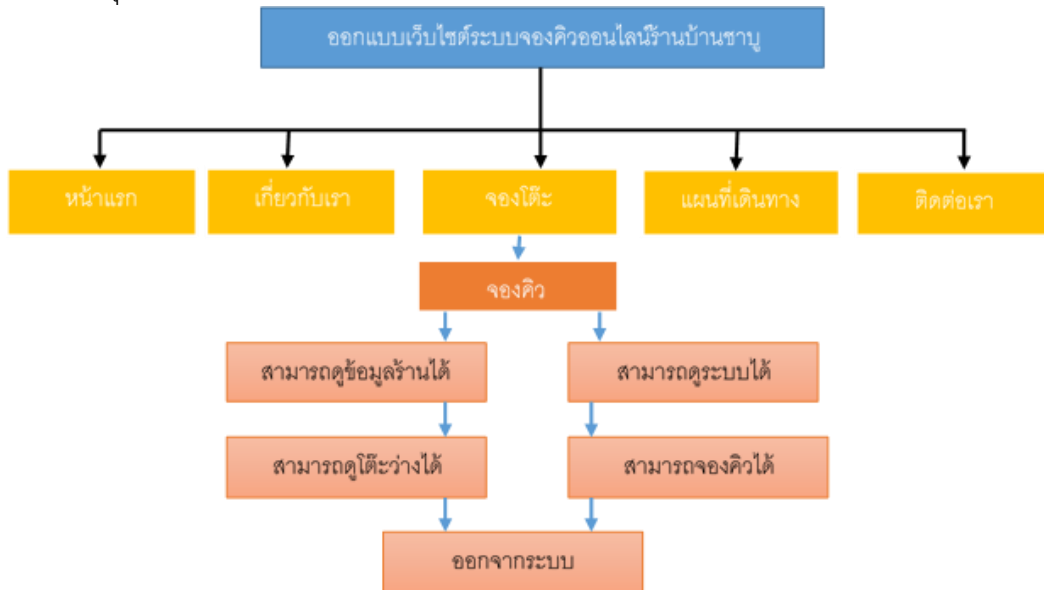 ออกแบบเว็บไซต์ระบบจองคิวออนไลน์ร้านบ้านชาบู
หน้าแรก
เกี่ยวกับเรา
จองโต๊ะ
แผนที่เดินทาง
ติดต่อเรา
จองคิว
สามารถดูข้อมูลร้านได้
สามารถดูระบบได้
สามารถดูโต๊ะว่างได้
สามารถจองคิวได้
ออกจากระบบ